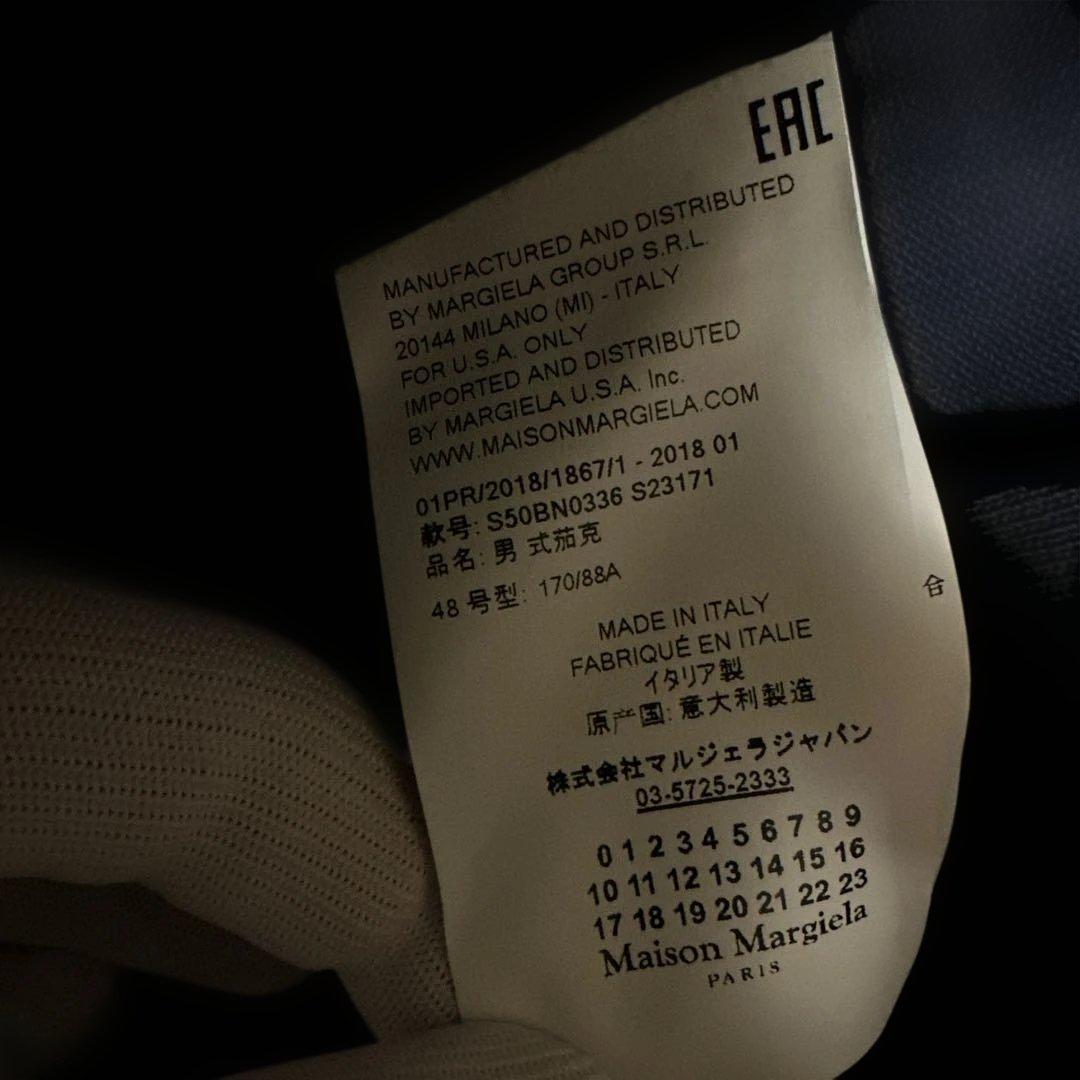 EAC
MANUFACTURED AND DISTRIBUTED
BY MARGIELA GROUP S.R.L.
20144 MILANO (MI) - ITALY
FOR U.S.A. ONLY
IMPORTED AND DISTRIBUTED
BY MARGIELA U.S.A. Inc.
WWW.MAISONMARGIELA.COM
01PR/2018/1867/1 - 2018 01
款号: S50BN0336 S23171
品名: 男 式茄克
48 号型: 170/88A
合
MADE IN ITALY
FABRIQUÉ EN ITALIE
イタリア製
原产国: 意大利製造
株式会社マルジェラジャパン
03-5725-2333
0 1 2 3 4 5 6 7 8 9
10 11 12 13 14 15 16
17 18 19 20 21 22 23
Maison Margiela
PARIS